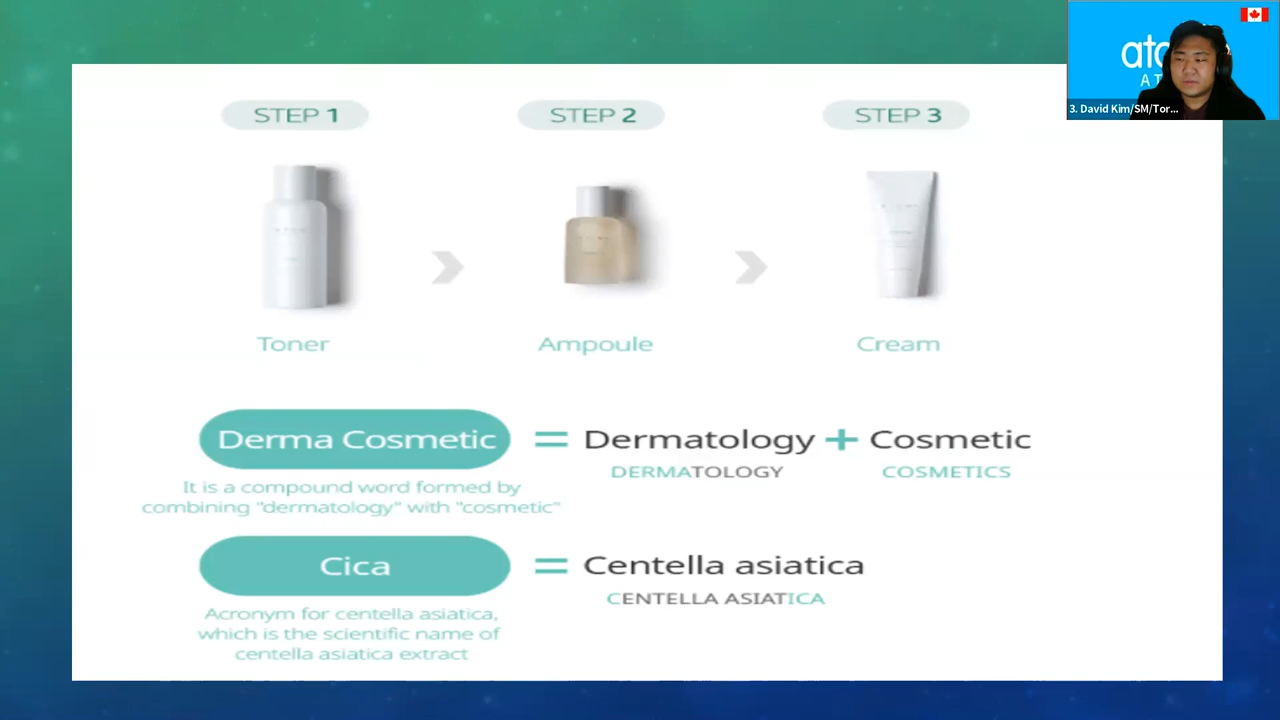 STEP 1
STEP 2
STEP 3
Toner
Ampoule
Cream
Derma Cosmetic = Dermatology + Cosmetic
DERMATOLOGY COSMETICS
It is a compound word formed by
combining "dermatology" with "cosmetic"
Cica = Centella asiatica
CENTELLA ASIATICA
Acronym for centella asiatica,
which is the scientific name of
centella asiatica extract
3. David Kim/SM/Tor...